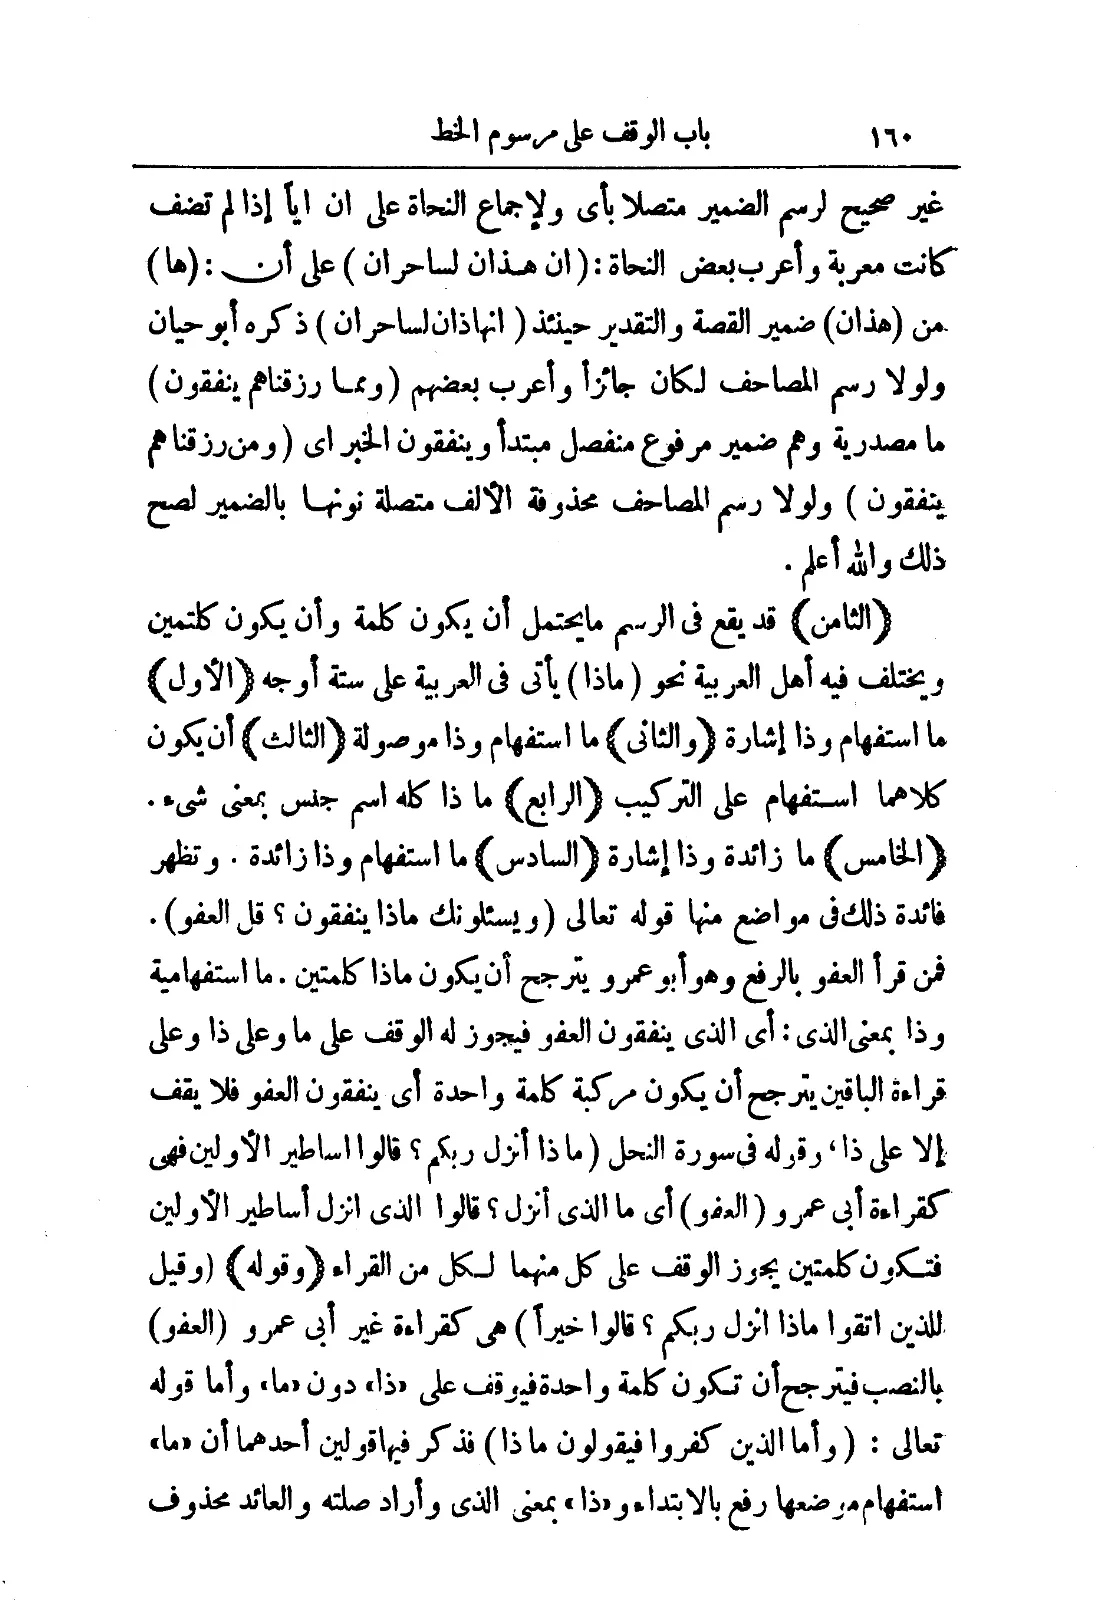 ١٦٠ باب الوقف على مرسوم الخط
غير صحيح لرسم الضمير متصلا بأى ولإجماع النحاة على ان اياً إذا لم تضف
كانت معربة وأعرب بعض النحاة : (ان هـذان لساحران) على أن : (ها)
من (هذان) ضمير القصة والتقدير حينئذ (انهاذان لساحران) ذكره أبو حيان
ولولا رسم المصاحف لكان جائزاً وأعرب بعضهم (ومما رزقناهم ينفقون)
ما مصدرية وهم ضمير مرفوع منفصل مبتدأ وينفقون الخبر اى (ومن رزقناهم
ينفقون) ولولا رسم المصاحف محذوفة الألف متصلة نونها بالضمير لصح
ذلك والله أعلم .
(الثامن) قد يقع فى الرسم مايحتمل أن يكون كلمة وأن يكون كلتمين
ويختلف فيه أهل العربية نحو (ماذا) يأتى فى العربية على ستة أوجه (الأول)
ما استفهام وذا إشارة (والثانى) ما استفهام وذا موصولة (الثالث) أن يكون
كلاهما استفهام على التركيب (الرابع) ما ذا كله اسم جنس بمعنى شىء .
(الخامس) ما زائدة وذا إشارة (السادس) ما استفهام وذا زائدة . وتظهر
فائدة ذلك فى مواضع منها قوله تعالى (ويسئلونك ماذا ينفقون ؟ قل العفو) .
فمن قرأ العفو بالرفع وهو أبو عمرو يترجح أن يكون ماذا كلمتين . ما استفهامية
وذا بمعنى الذى : أى الذى ينفقون العفو فيجوز له الوقف على ما وعلى ذا وعلى
قراءة الباقين يترجح أن يكون مركبة كلمة واحدة أى ينفقون العفو فلا يقف
إلا على ذا، وقوله فى سورة النحل (ماذا أنزل ربكم ؟ قالوا اساطير الأولين فهى
كقراءة أبى عمرو (العفو) أى ما الذى أنزل ؟ قالوا الذى انزل أساطير الأولين
فتكون كلمتين يجوز الوقف على كل منهما لكل من القراء (وقوله) (وقيل
للذين اتقوا ماذا انزل ربكم ؟ قالوا خيراً) هى كقراءة غير أبى عمرو (العفو)
بالنصب فيترجح أن تكون كلمة واحدة فيوقف على «ذا» دون «ما» وأما قوله
تعالى : (وأما الذين كفروا فيقولون ماذا) فذكر فيها قولين أحدهما أن «ما»
استفهام موضعها رفع بالابتداء و«ذا» بمعنى الذى وأراد صلته والعائد محذوف